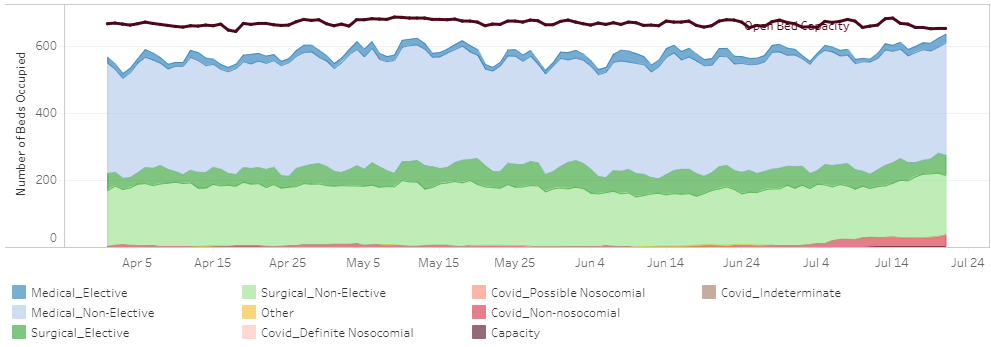 Open Bed Capacity
Number of Beds Occupied
600
400
200
0
Apr 5 Apr 15 Apr 25 May 5 May 15 May 25 Jun 4 Jun 14 Jun 24 Jul 4 Jul 14 Jul 24
Medical_Elective Surgical_Non-Elective Covid_Possible Nosocomial Covid_Indeterminate
Medical_Non-Elective Other Covid_Non-nosocomial
Surgical_Elective Covid_Definite Nosocomial Capacity